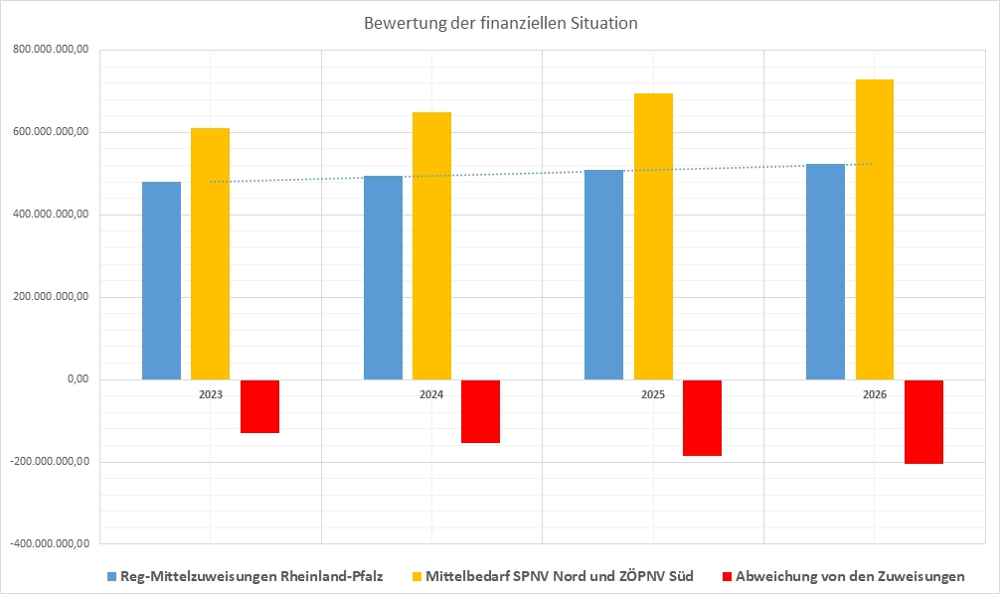 Bewertung der finanziellen Situation
800.000.000,00
600.000.000,00
400.000.000,00
200.000.000,00
0,00
2023 2024 2025 2026
-200.000.000,00
-400.000.000,00
Reg-Mittelzuweisungen Rheinland-Pfalz Mittelbedarf SPNV Nord und ZÖPNV Süd Abweichung von den Zuweisungen